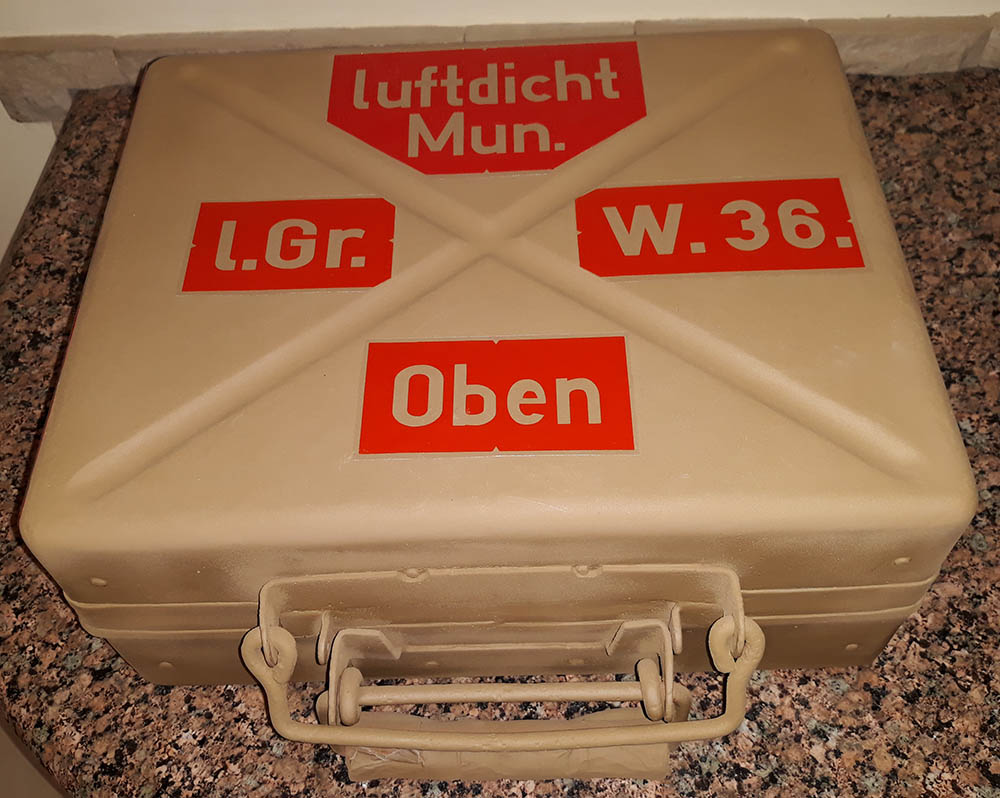 luftdicht
Mun.
l.Gr.
W. 36.
Oben